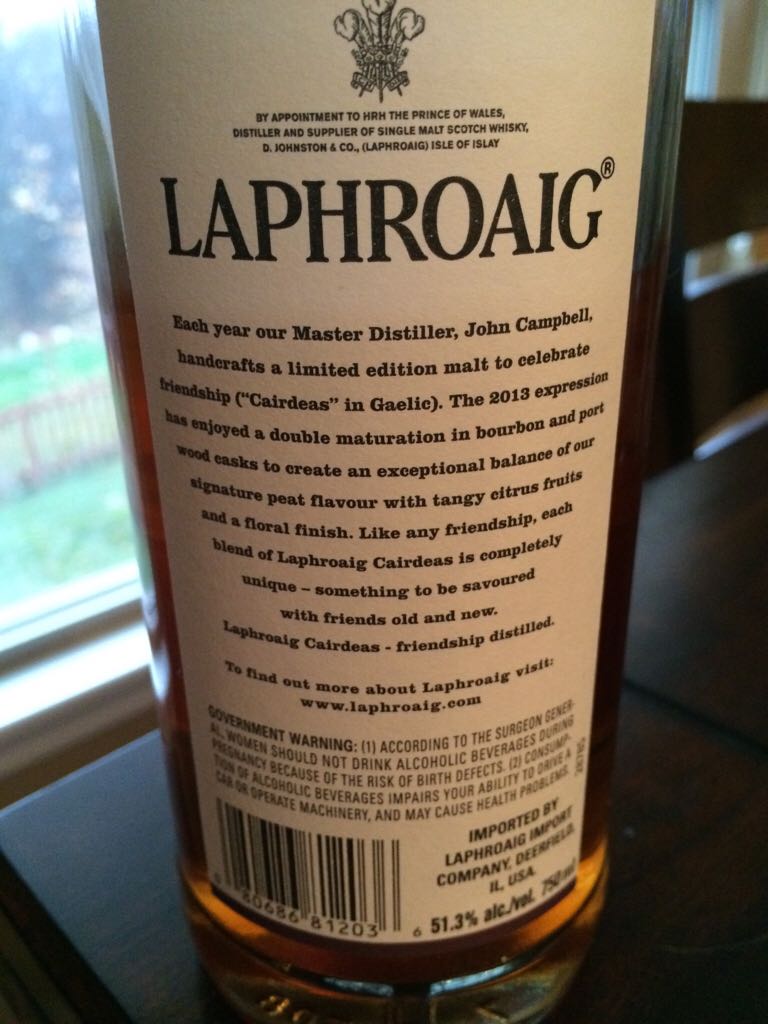 BY APPOINTMENT TO HRH THE PRINCE OF WALES,
DISTILLER AND SUPPLIER OF SINGLE MALT SCOTCH WHISKY,
D. JOHNSTON & CO., (LAPHROAIG) ISLE OF ISLAY
LAPHROAIG®
Each year our Master Distiller, John Campbell,
handcrafts a limited edition malt to celebrate
friendship (“Cairdeas” in Gaelic). The 2013 expression
has enjoyed a double maturation in bourbon and port
wood casks to create an exceptional balance of our
signature peat flavour with tangy citrus fruits
and a floral finish. Like any friendship, each
blend of Laphroaig Cairdeas is completely
unique – something to be savoured
with friends old and new.
Laphroaig Cairdeas - friendship distilled.
To find out more about Laphroaig visit:
www.laphroaig.com
GOVERNMENT WARNING: (1) ACCORDING TO THE SURGEON GENER-
AL, WOMEN SHOULD NOT DRINK ALCOHOLIC BEVERAGES DURING
PREGNANCY BECAUSE OF THE RISK OF BIRTH DEFECTS. (2) CONSUMP-
TION OF ALCOHOLIC BEVERAGES IMPAIRS YOUR ABILITY TO DRIVE A
CAR OR OPERATE MACHINERY, AND MAY CAUSE HEALTH PROBLEMS.
IMPORTED BY
LAPHROAIG IMPORT
COMPANY, DEERFIELD,
IL, USA.
51.3% alc./vol. 750 ml
80686 81203 6